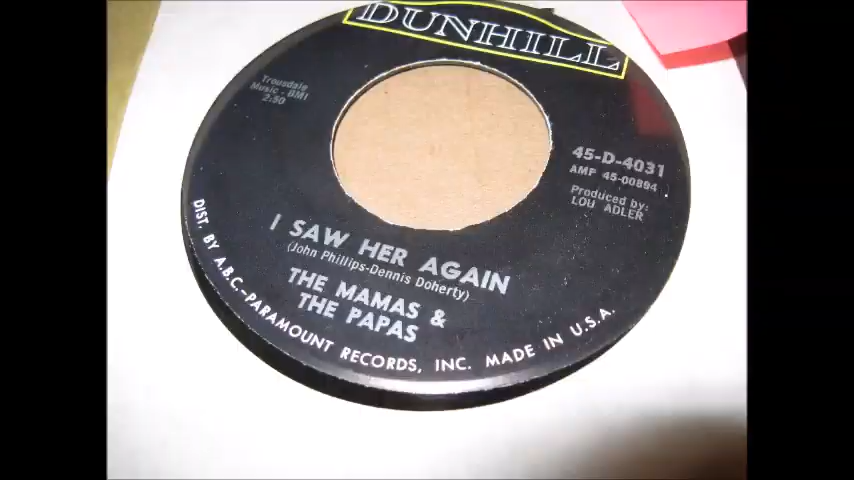 DUNHILL
Trousdale
Music - BMI
2:50
45-D-4031
AMP 45-00894
Produced by:
LOU ADLER
I SAW HER AGAIN
(John Phillips-Dennis Doherty)
THE MAMAS &
THE PAPAS
DIST. BY A.B.C.-PARAMOUNT RECORDS, INC. MADE IN U.S.A.